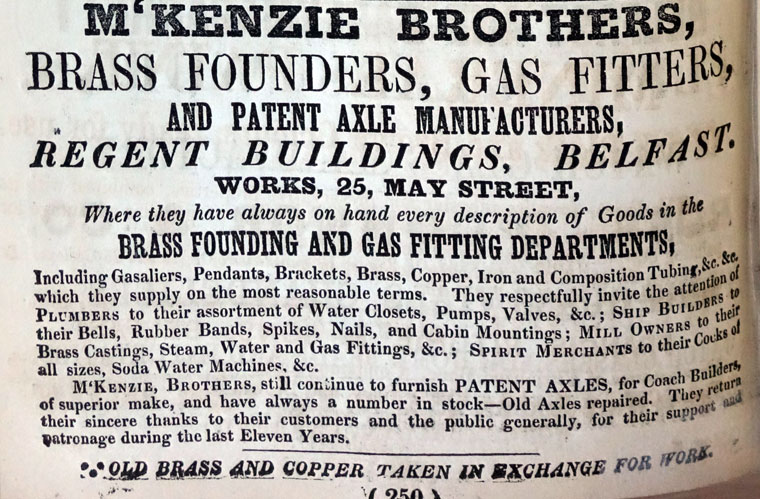 M'KENZIE BROTHERS,
BRASS FOUNDERS, GAS FITTERS,
AND PATENT AXLE MANUFACTURERS,
REGENT BUILDINGS, BELFAST.
WORKS, 25, MAY STREET,
Where they have always on hand every description of Goods in the
BRASS FOUNDING AND GAS FITTING DEPARTMENTS,
Including Gasaliers, Pendants, Brackets, Brass, Copper, Iron and Composition Tubing, &c. &c.
which they supply on the most reasonable terms. They respectfully invite the attention of
PLUMBERS to their assortment of Water Closets, Pumps, Valves, &c.; SHIP BUILDERS to
their Bells, Rubber Bands, Spikes, Nails, and Cabin Mountings; MILL OWNERS to their
Brass Castings, Steam, Water and Gas Fittings, &c.; SPIRIT MERCHANTS to their Cocks of
all sizes, Soda Water Machines, &c.
M'KENZIE, BROTHERS, still continue to furnish PATENT AXLES, for Coach Builders,
of superior make, and have always a number in stock—Old Axles repaired. They return
their sincere thanks to their customers and the public generally, for their support and
patronage during the last Eleven Years.
OLD BRASS AND COPPER TAKEN IN EXCHANGE FOR WORK.
( 250 )